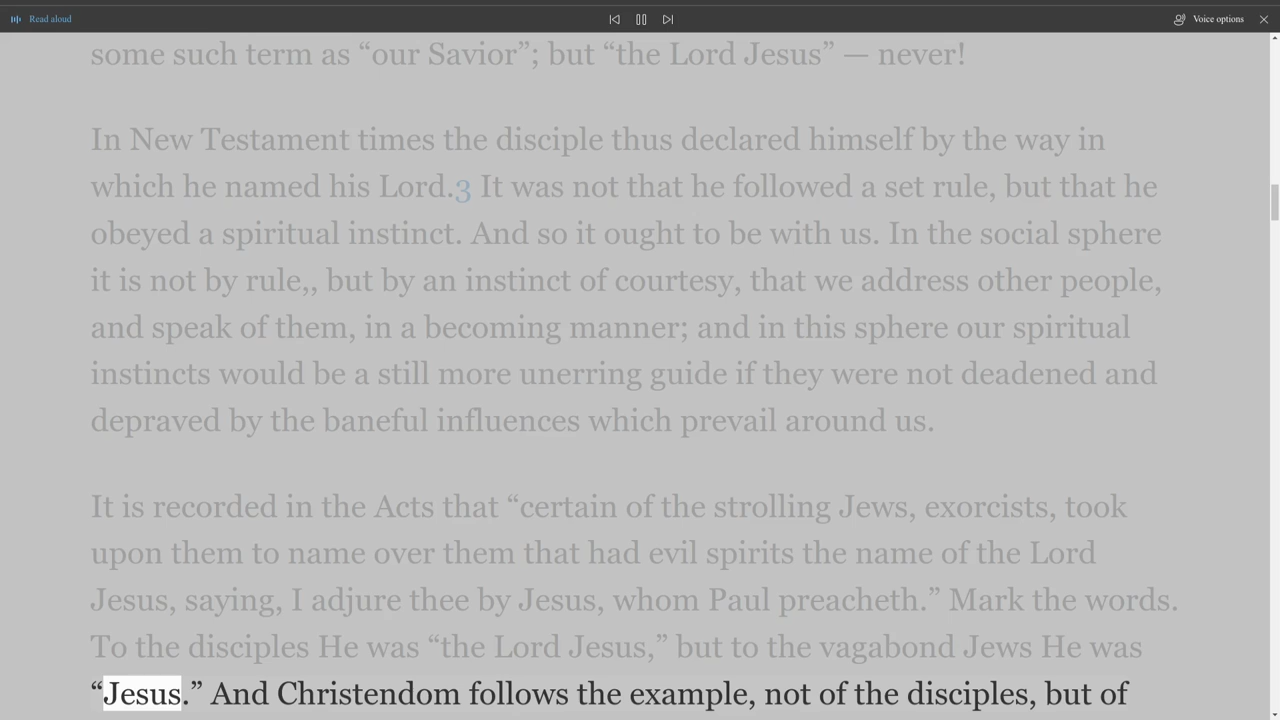 Read aloud
Voice options
some such term as “our Savior”; but “the Lord Jesus” — never!
In New Testament times the disciple thus declared himself by the way in
which he named his Lord.3 It was not that he followed a set rule, but that he
obeyed a spiritual instinct. And so it ought to be with us. In the social sphere
it is not by rule,, but by an instinct of courtesy, that we address other people,
and speak of them, in a becoming manner; and in this sphere our spiritual
instincts would be a still more unerring guide if they were not deadened and
depraved by the baneful influences which prevail around us.
It is recorded in the Acts that “certain of the strolling Jews, exorcists, took
upon them to name over them that had evil spirits the name of the Lord
Jesus, saying, I adjure thee by Jesus, whom Paul preacheth.” Mark the words.
To the disciples He was “the Lord Jesus,” but to the vagabond Jews He was
“Jesus.” And Christendom follows the example, not of the disciples, but of